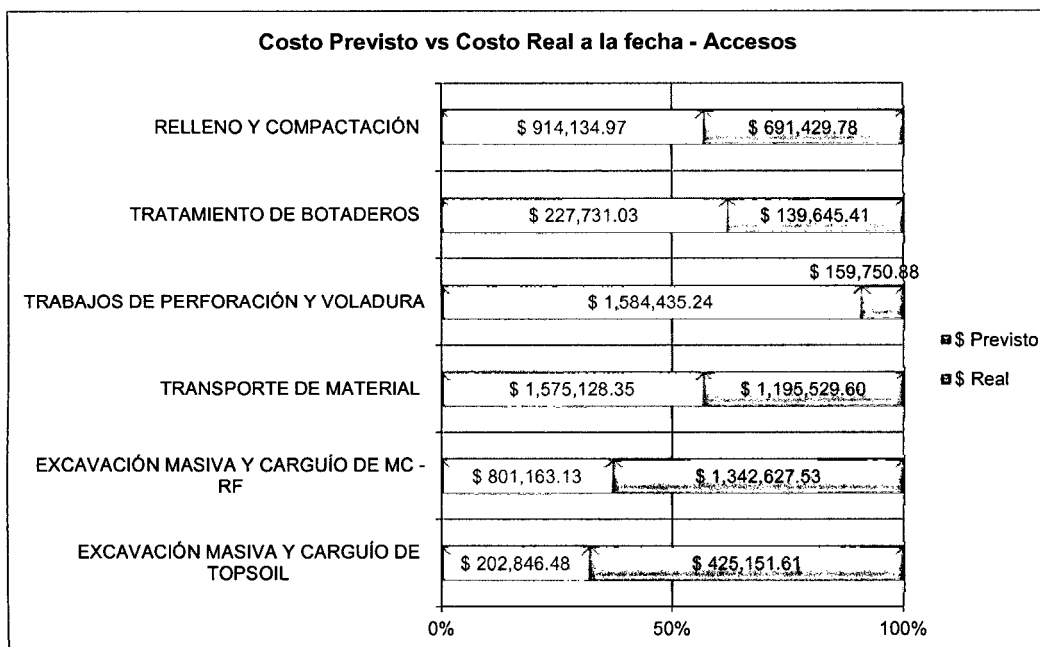 Costo Previsto vs Costo Real a la fecha - Accesos
RELLENO Y COMPACTACIÓN
$ 914,134.97
$ 691,429.78
TRATAMIENTO DE BOTADEROS
$ 227,731.03
$ 139,645.41
$ 159,750.88
TRABAJOS DE PERFORACIÓN Y VOLADURA
$ 1,584,435.24
$ Previsto
$ Real
TRANSPORTE DE MATERIAL
$ 1,575,128.35
$ 1,195,529.60
EXCAVACIÓN MASIVA Y CARGUÍO DE MC -
RF
$ 801,163.13
$ 1,342,627.53
EXCAVACIÓN MASIVA Y CARGUÍO DE
TOPSOIL
$ 202,846.48
$ 425,151.61
0%
50%
100%